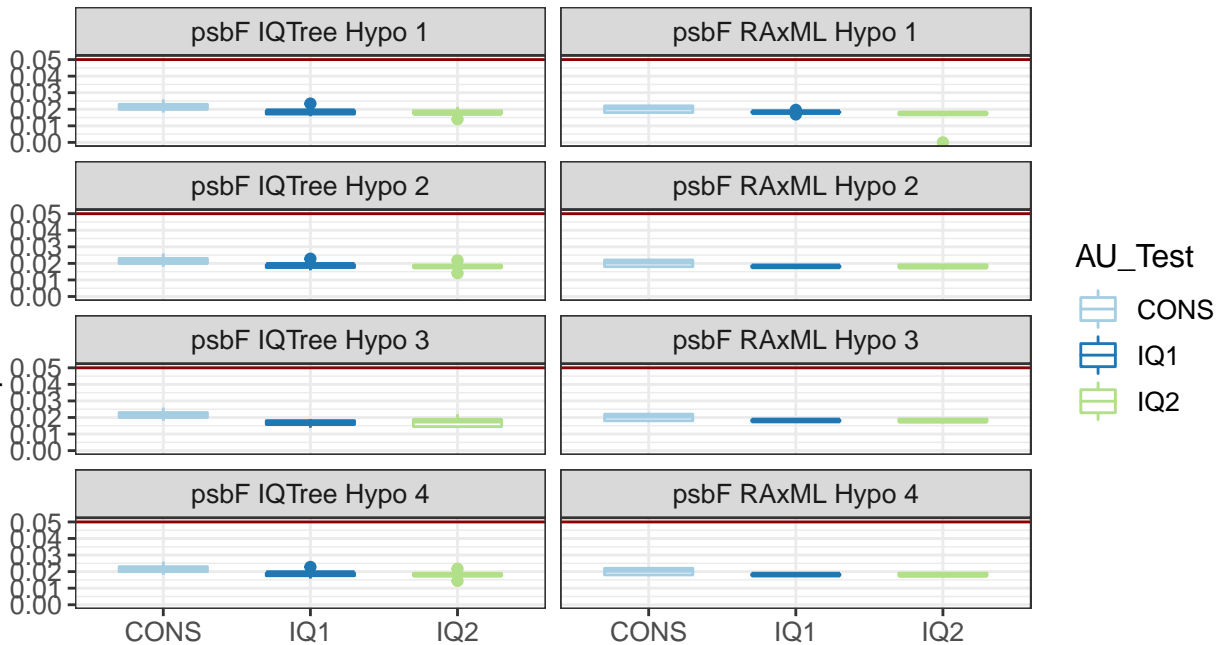 psbF IQTree Hypo 1
psbF RAxML Hypo 1
0.05
0.04
0.03
0.02
0.01
0.00
psbF IQTree Hypo 2
psbF RAxML Hypo 2
0.05
0.04
0.03
0.02
0.01
0.00
psbF IQTree Hypo 3
psbF RAxML Hypo 3
0.05
0.04
0.03
0.02
0.01
0.00
psbF IQTree Hypo 4
psbF RAxML Hypo 4
0.05
0.04
0.03
0.02
0.01
0.00
CONS IQ1 IQ2
CONS IQ1 IQ2
AU_Test
CONS
IQ1
IQ2